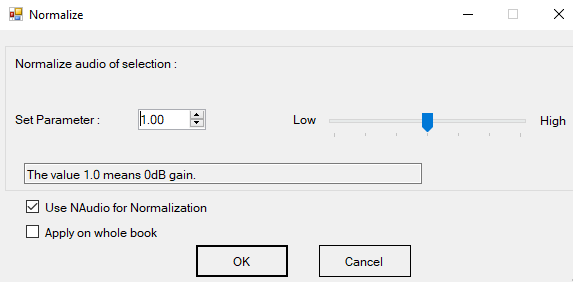 Normalize
Normalize audio of selection :
Set Parameter :
1.00
Low
High
The value 1.0 means 0dB gain.
Use NAudio for Normalization
Apply on whole book
OK
Cancel